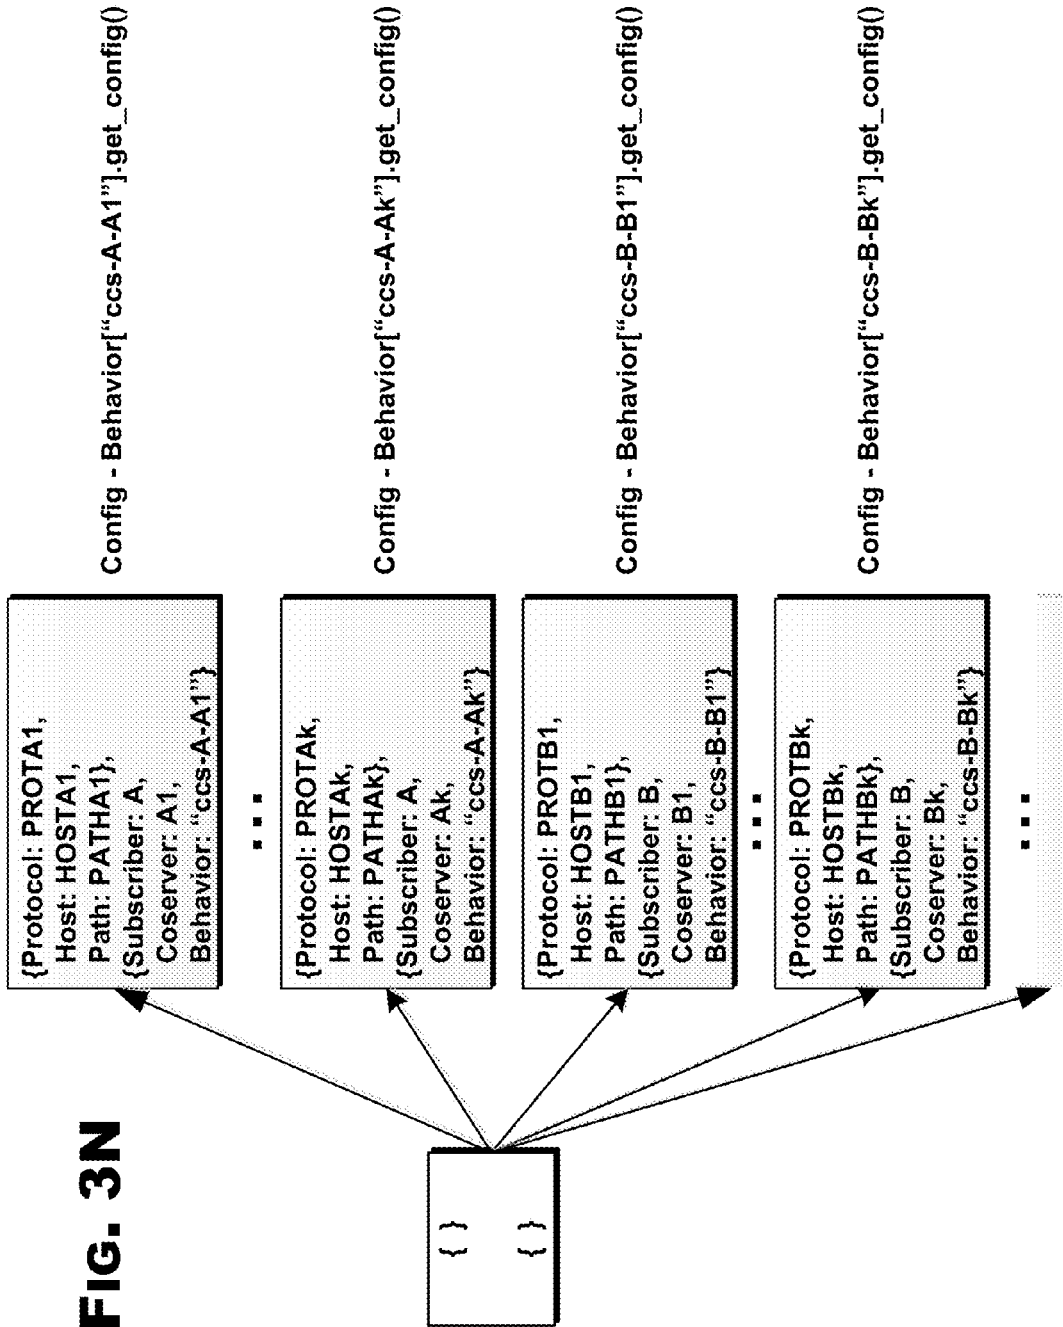 {Protocol: PROTA1,
Host: HOSTA1,
Path: PATHA1},
{Subscriber: A,
Coserver: A1,
Behavior: “ccs-A-A1”}
Config - Behavior[“ccs-A-A1”].get_config()
...
{Protocol: PROTAk,
Host: HOSTAk,
Path: PATHAk},
{Subscriber: A,
Coserver: Ak,
Behavior: “ccs-A-Ak”}
Config - Behavior[“ccs-A-Ak”].get_config()
{ }
{ }
{Protocol: PROTB1,
Host: HOSTB1,
Path: PATHB1},
{Subscriber: B,
Coserver: B1,
Behavior: “ccs-B-B1”}
Config - Behavior[“ccs-B-B1”].get_config()
...
{Protocol: PROTBk,
Host: HOSTBk,
Path: PATHBk},
{Subscriber: B,
Coserver: Bk,
Behavior: “ccs-B-Bk”}
Config - Behavior[“ccs-B-Bk”].get_config()
...
FIG. 3N